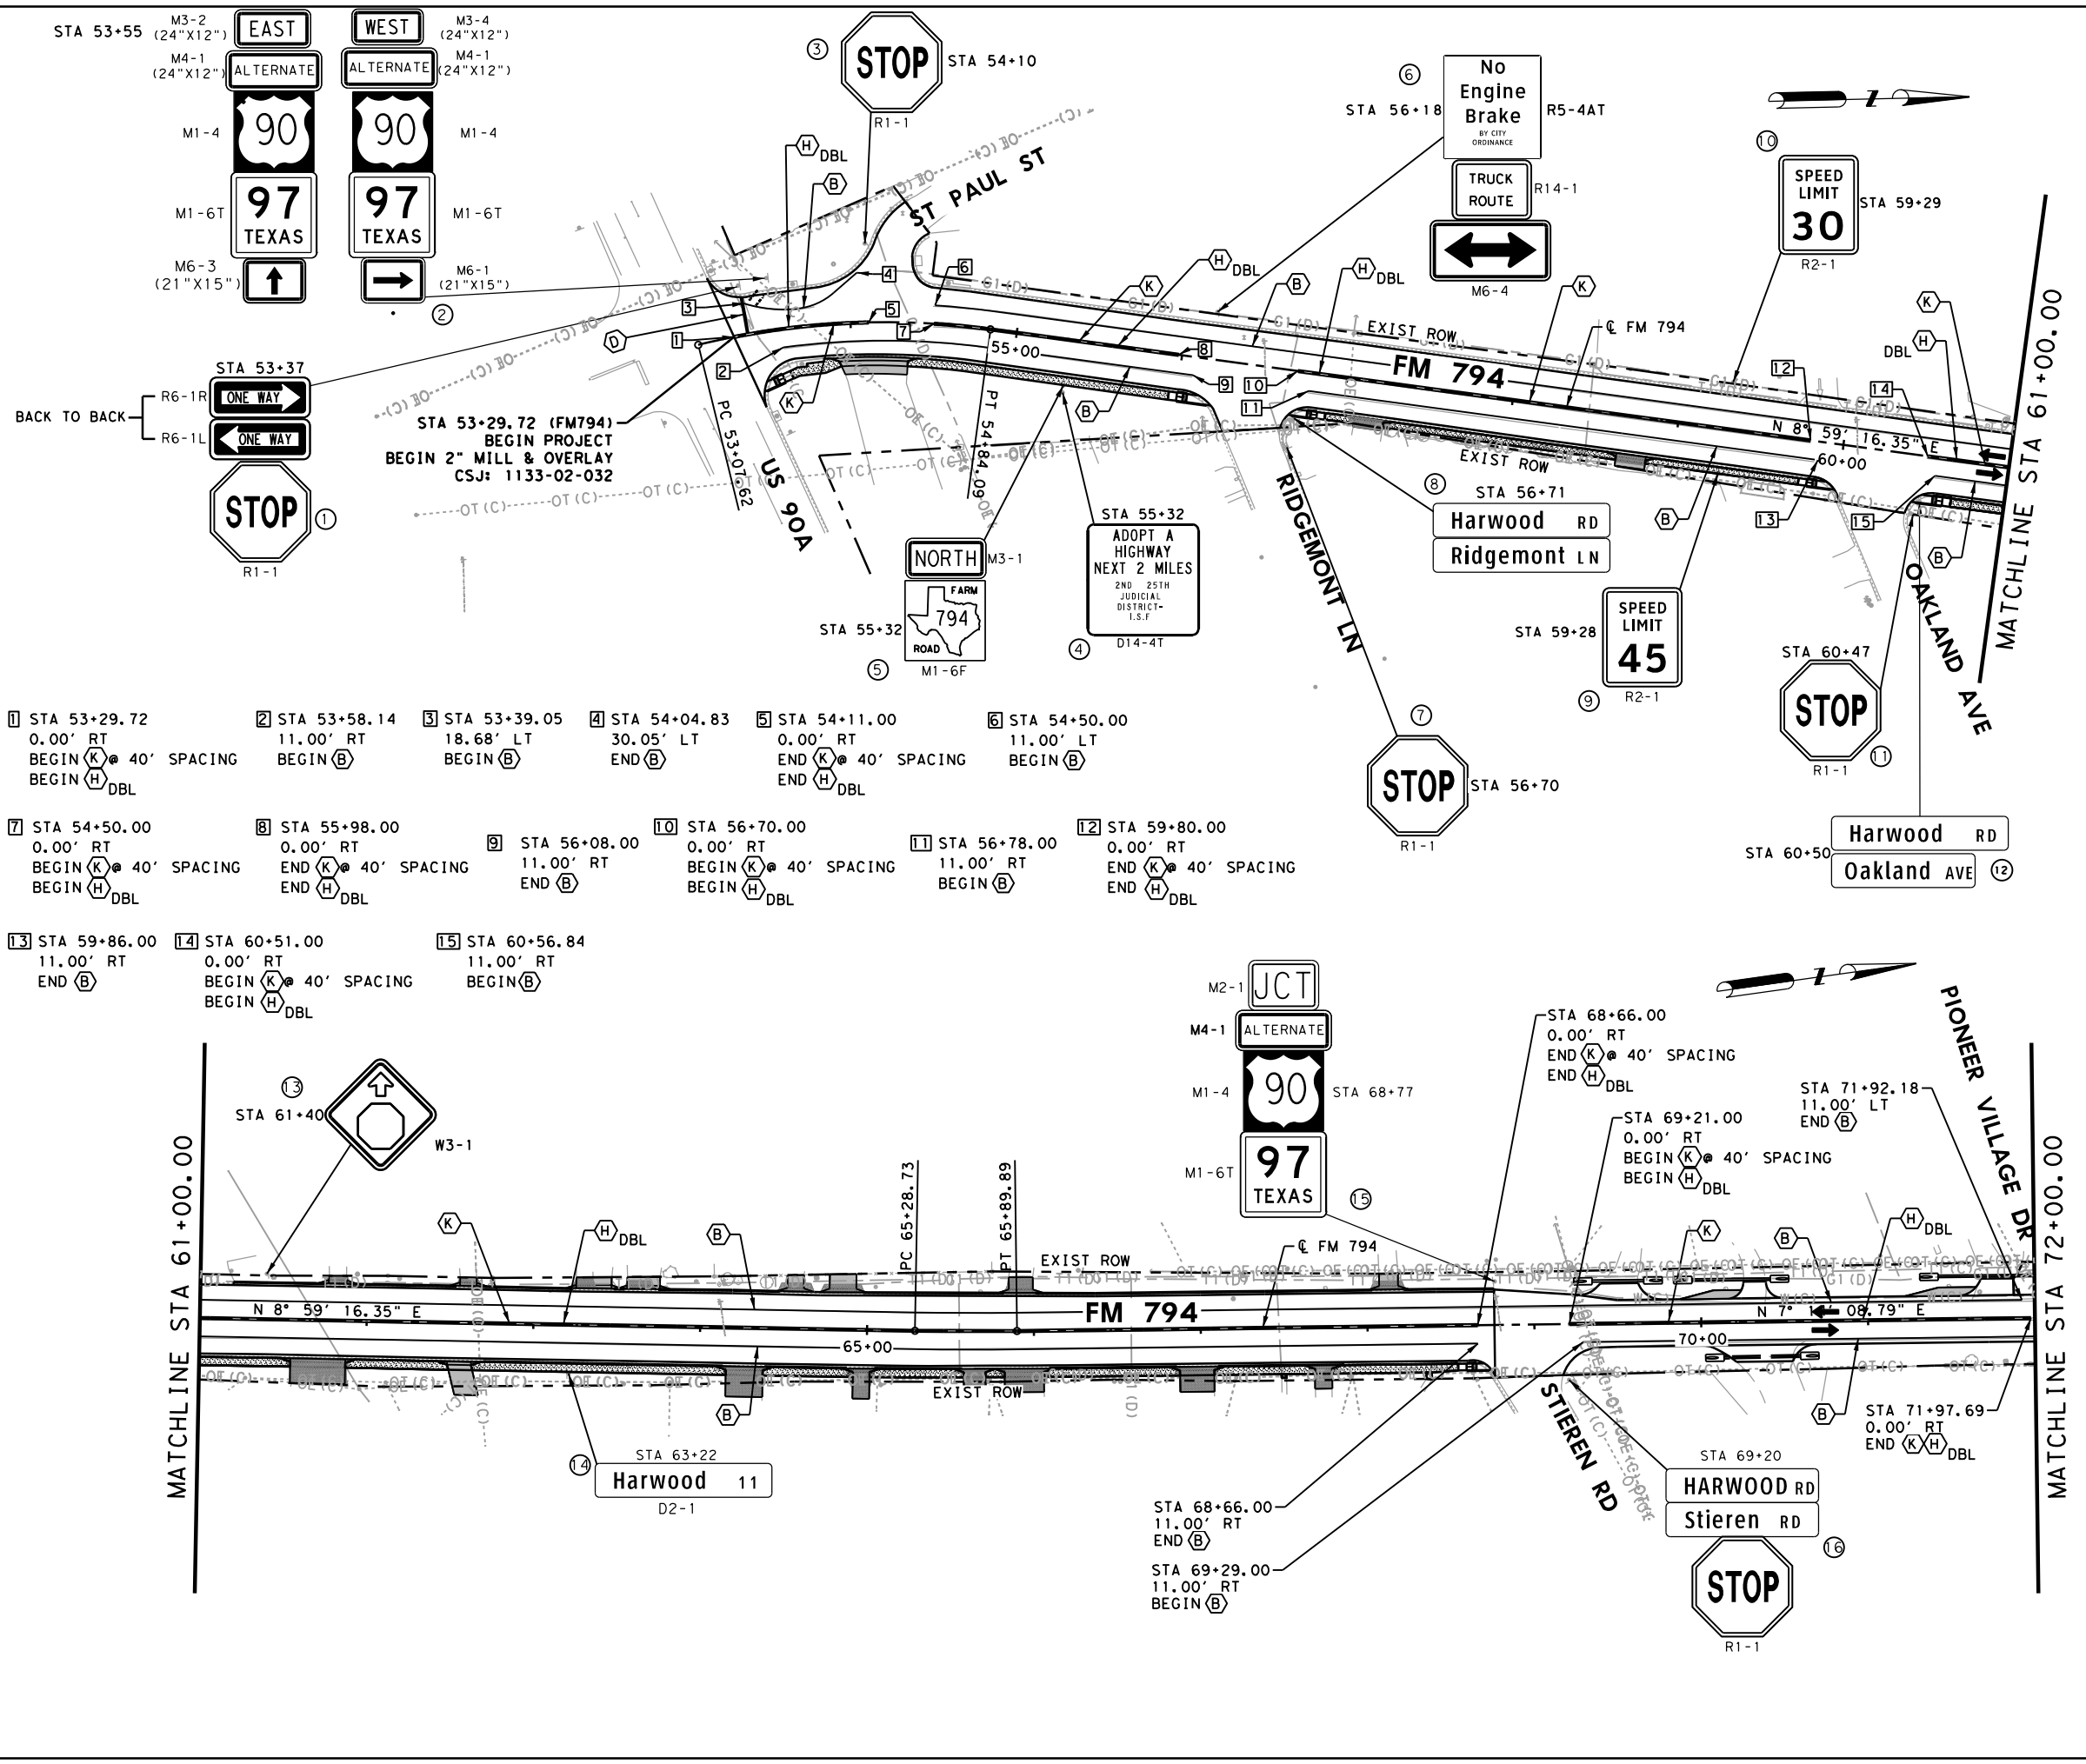 STA 53+55
M3-2
(24"X12")
EAST
M4-1
(24"X12")
ALTERNATE
M1-4
90
M1-6T
97
TEXAS
M6-3
(21"X15")
WEST
M3-4
(24"X12")
ALTERNATE
M4-1
(24"X12")
90
M1-4
97
TEXAS
M1-6T
M6-1
(21"X15")
2
3
STOP
STA 54+10
R1-1
ST PAUL ST
6
STA 56+18
No
Engine
Brake
BY CITY
ORDINANCE
R5-4AT
TRUCK
ROUTE
R14-1
M6-4
10
SPEED
LIMIT
30
STA 59+29
R2-1
Z
H DBL
B
4
6
3
5
D
1
7
2
K
K
H DBL
B
H DBL
K
EXIST ROW
℄ FM 794
FM 794
K
DBL H
12
14
8
9
10
11
55+00
B
N 8° 59' 16.35" E
60+00
EXIST ROW
B
13
15
B
MATCHLINE STA 61+00.00
STA 53+37
BACK TO BACK
R6-1R
ONE WAY
R6-1L
ONE WAY
STOP
1
R1-1
STA 53+29.72 (FM794)
BEGIN PROJECT
BEGIN 2" MILL & OVERLAY
CSJ: 1133-02-032
PC 53+07.62
US 90A
PT 54+84.09
OT(C)
OE(C)
G1(D)
NORTH
M3-1
FARM
794
ROAD
STA 55+32
5
M1-6F
STA 55+32
ADOPT A
HIGHWAY
NEXT 2 MILES
2ND 25TH
JUDICIAL
DISTRICT-
I.S.F
4
D14-4T
RIDGEMONT LN
8
STA 56+71
Harwood RD
Ridgemont LN
7
STOP
STA 56+70
R1-1
SPEED
LIMIT
45
STA 59+28
9
R2-1
OAKLAND AVE
STA 60+47
STOP
11
R1-1
Harwood RD
STA 60+50
Oakland AVE
12
1 STA 53+29.72
0.00' RT
BEGIN K @ 40' SPACING
BEGIN H DBL
2 STA 53+58.14
11.00' RT
BEGIN B
3 STA 53+39.05
18.68' LT
BEGIN B
4 STA 54+04.83
30.05' LT
END B
5 STA 54+11.00
0.00' RT
END K @ 40' SPACING
END H DBL
6 STA 54+50.00
11.00' LT
BEGIN B
7 STA 54+50.00
0.00' RT
BEGIN K @ 40' SPACING
BEGIN H DBL
8 STA 55+98.00
0.00' RT
END K @ 40' SPACING
END H DBL
9 STA 56+08.00
11.00' RT
END B
10 STA 56+70.00
0.00' RT
BEGIN K @ 40' SPACING
BEGIN H DBL
11 STA 56+78.00
11.00' RT
BEGIN B
12 STA 59+80.00
0.00' RT
END K @ 40' SPACING
END H DBL
13 STA 59+86.00
11.00' RT
END B
14 STA 60+51.00
0.00' RT
BEGIN K @ 40' SPACING
BEGIN H DBL
15 STA 60+56.84
11.00' RT
BEGIN B
MATCHLINE STA 61+00.00
13
STA 61+40
W3-1
M2-1
JCT
M4-1
ALTERNATE
M1-4
90
STA 68+77
M1-6T
97
TEXAS
15
Z
STA 68+66.00
0.00' RT
END K @ 40' SPACING
END H DBL
STA 69+21.00
0.00' RT
BEGIN K @ 40' SPACING
BEGIN H DBL
STA 71+92.18
11.00' LT
END B
PIONEER VILLAGE DR
MATCHLINE STA 72+00.00
K
H DBL
B
PC 65+28.73
PT 65+89.89
EXIST ROW
℄ FM 794
K
B
H DBL
N 8° 59' 16.35" E
FM 794
65+00
70+00
08.79" E
EXIST ROW
B
B
14
STA 63+22
Harwood 11
D2-1
STIEREN RD
STA 68+66.00
11.00' RT
END B
STA 69+29.00
11.00' RT
BEGIN B
STA 71+97.69
0.00' RT
END K H DBL
STA 69+20
HARWOOD RD
Stieren RD
16
STOP
R1-1